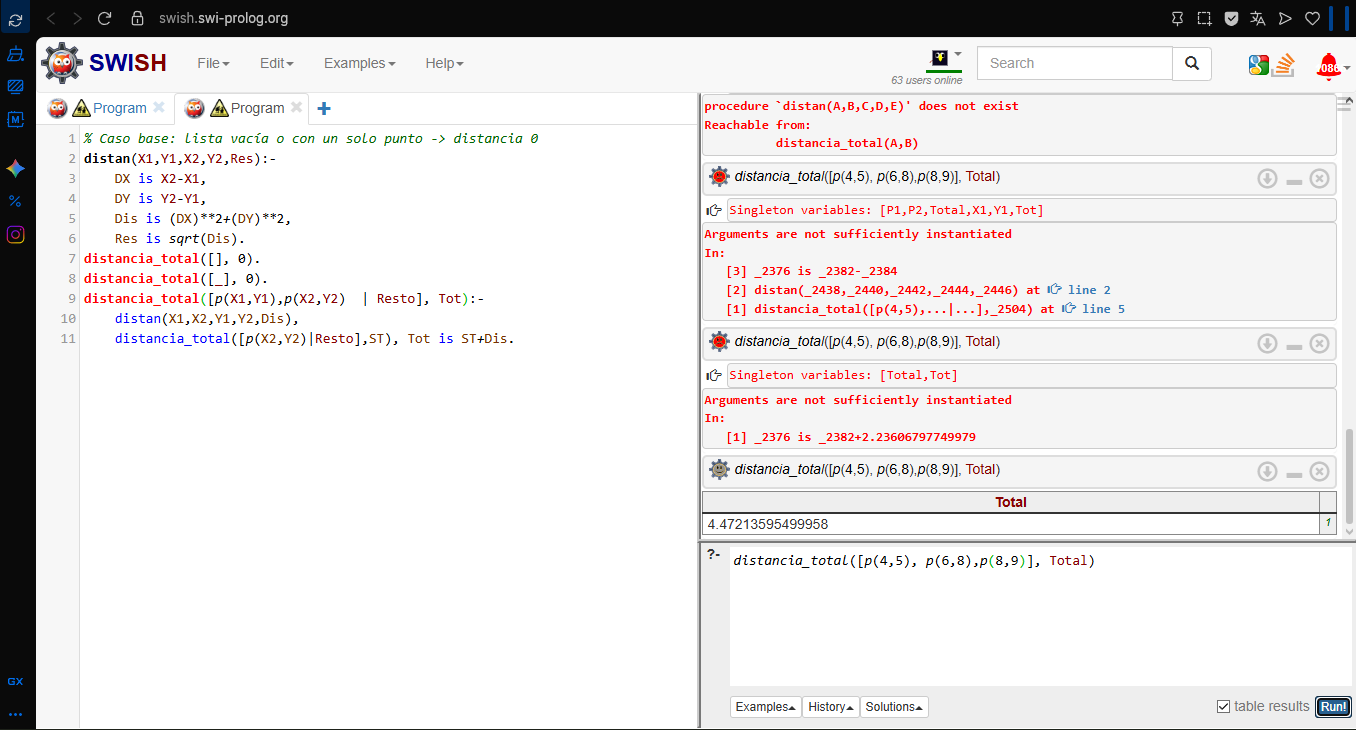 swish.swi-prolog.org
SWISH
File
Edit
Examples
Help
63 users online
Search
086
Program
Program
1 % Caso base: lista vacía o con un solo punto -> distancia 0
2 distan(X1,Y1,X2,Y2,Res):-
3 DX is X2-X1,
4 DY is Y2-Y1,
5 Dis is (DX)**2+(DY)**2,
6 Res is sqrt(Dis).
7 distancia_total([], 0).
8 distancia_total([_], 0).
9 distancia_total([p(X1,Y1),p(X2,Y2)  | Resto], Tot):-
10 distan(X1,X2,Y1,Y2,Dis),
11 distancia_total([p(X2,Y2)|Resto],ST), Tot is ST+Dis.
procedure `distan(A,B,C,D,E)' does not exist
Reachable from:
distancia_total(A,B)
distancia_total([p(4,5), p(6,8),p(8,9)], Total)
Singleton variables: [P1,P2,Total,X1,Y1,Tot]
Arguments are not sufficiently instantiated
In:
[3] _2376 is _2382-_2384
[2] distan(_2438,_2440,_2442,_2444,_2446) at line 2
[1] distancia_total([p(4,5),...|...],_2504) at line 5
distancia_total([p(4,5), p(6,8),p(8,9)], Total)
Singleton variables: [Total,Tot]
Arguments are not sufficiently instantiated
In:
[1] _2376 is _2382+2.23606797749979
distancia_total([p(4,5), p(6,8),p(8,9)], Total)
Total
4.47213595499958 1
?- distancia_total([p(4,5), p(6,8),p(8,9)], Total)
Examples
History
Solutions
table results
Run!
M
GX